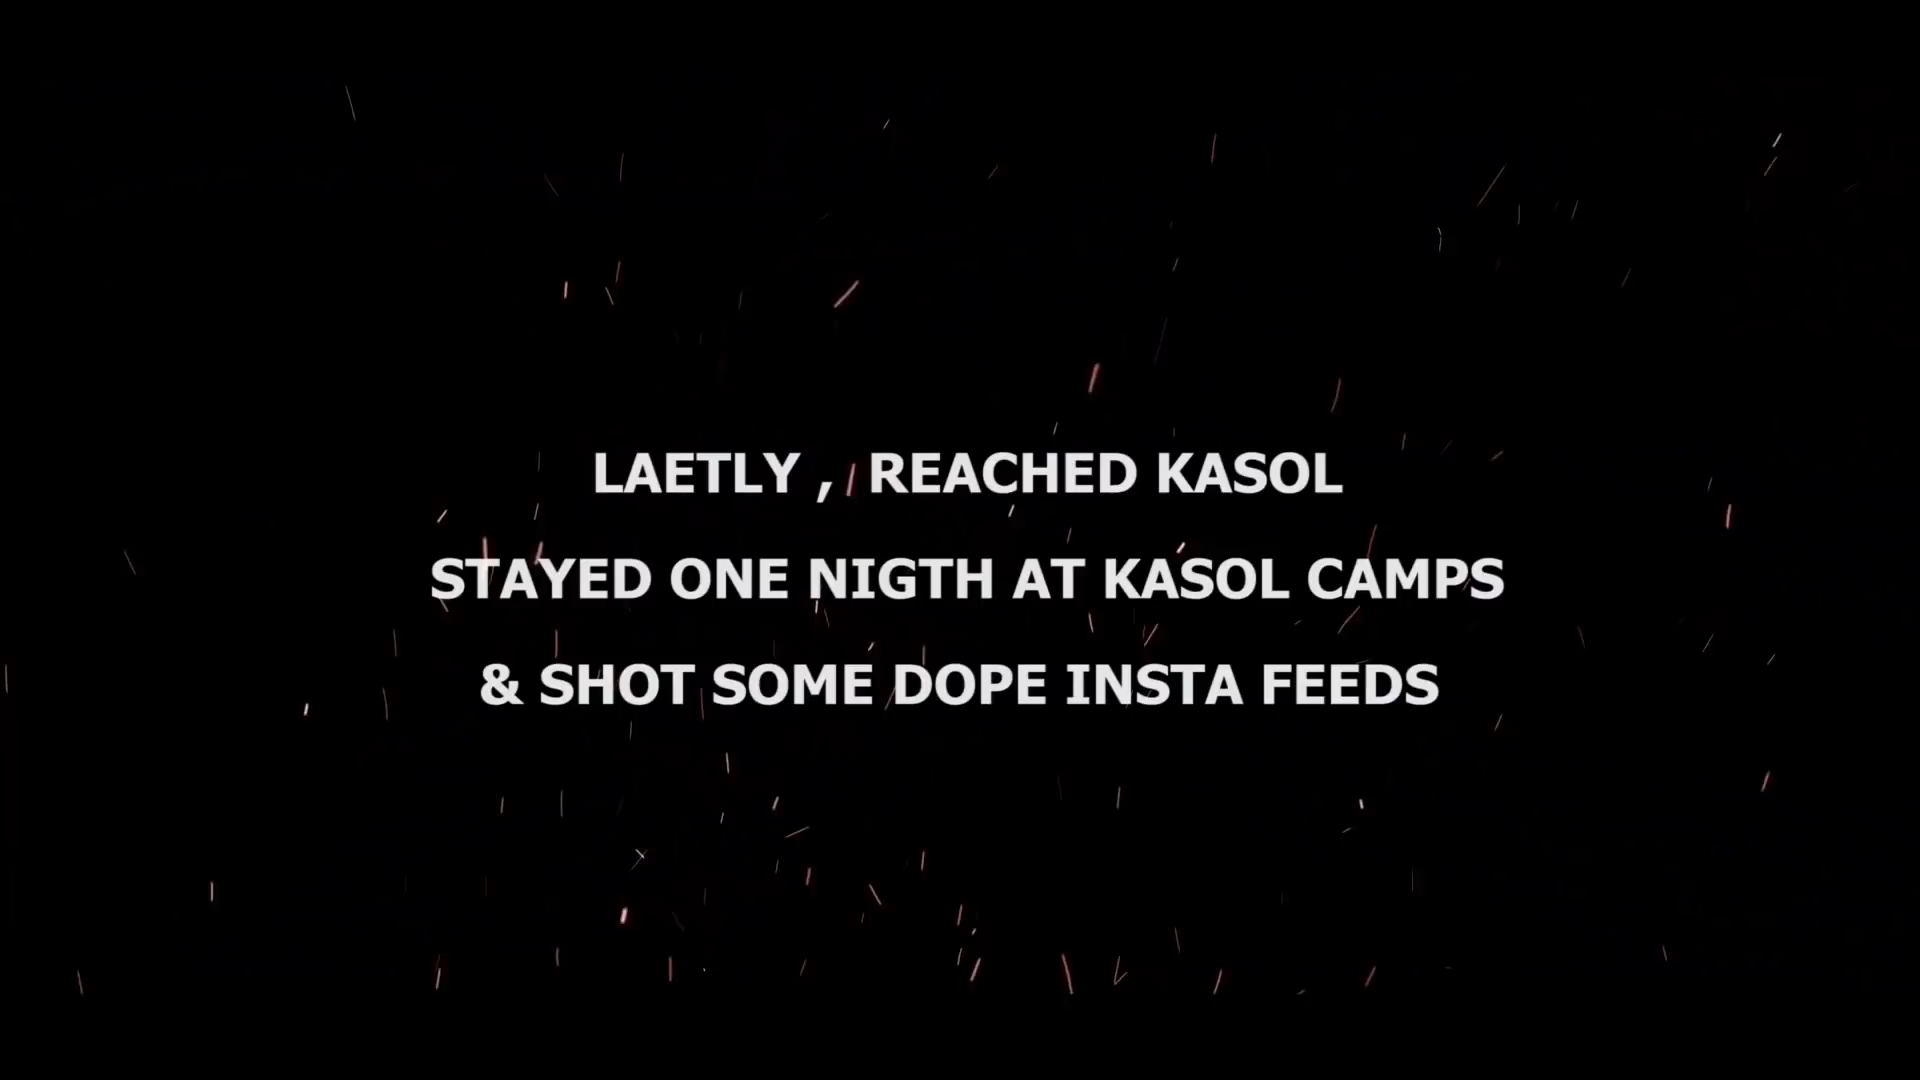 LAETLY , REACHED KASOL
STAYED ONE NIGTH AT KASOL CAMPS
& SHOT SOME DOPE INSTA FEEDS